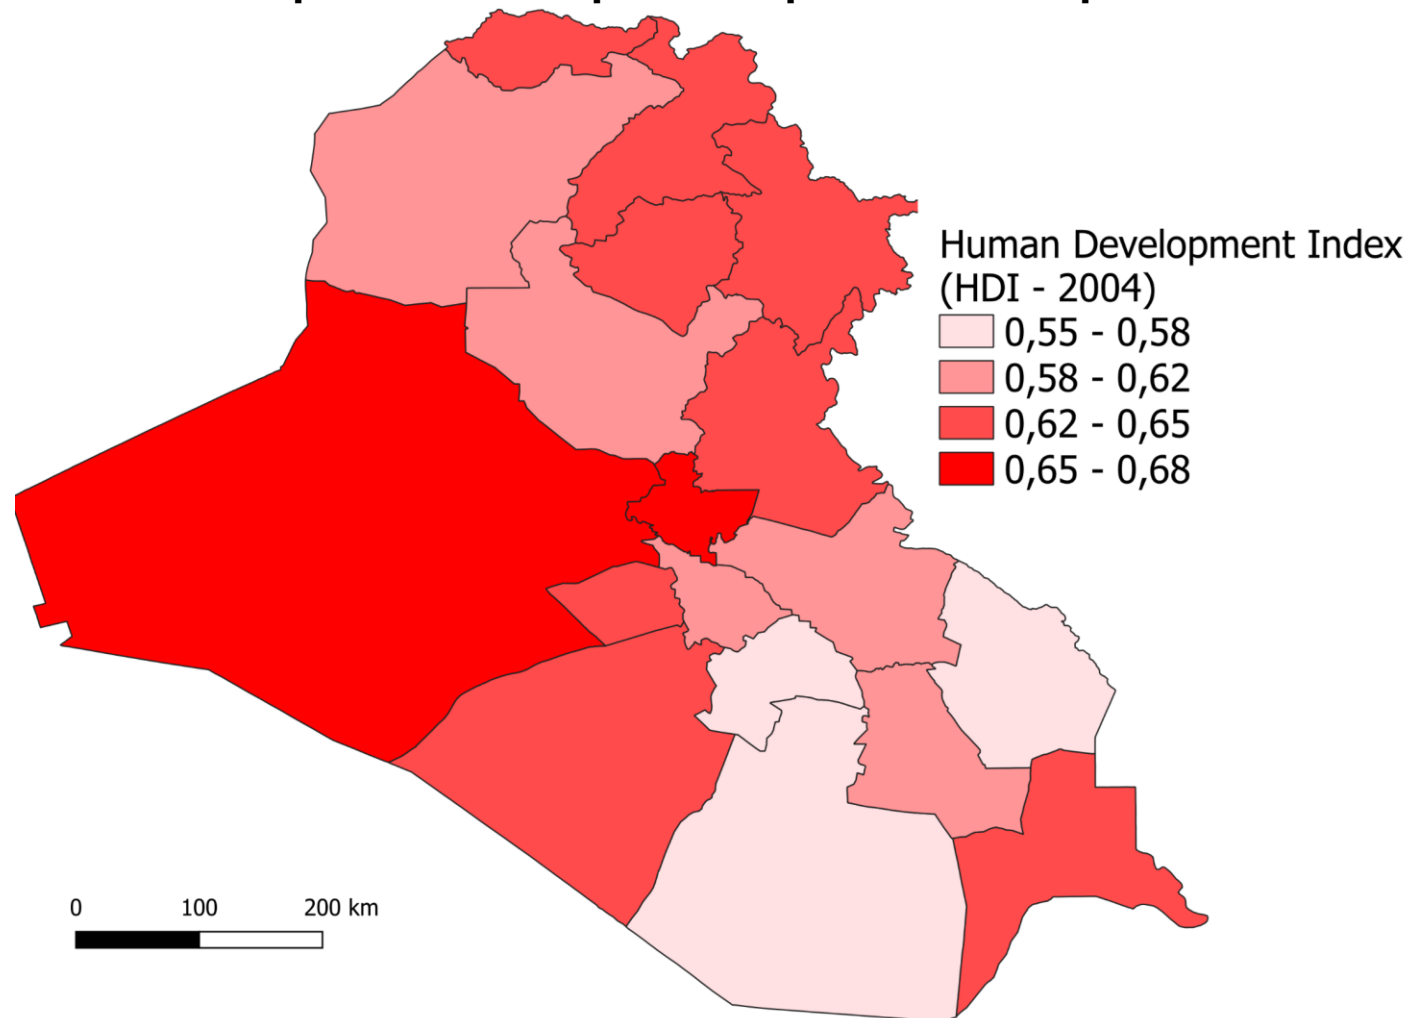 Human Development Index
(HDI - 2004)
0,55 - 0,58
0,58 - 0,62
0,62 - 0,65
0,65 - 0,68
0 100 200 km